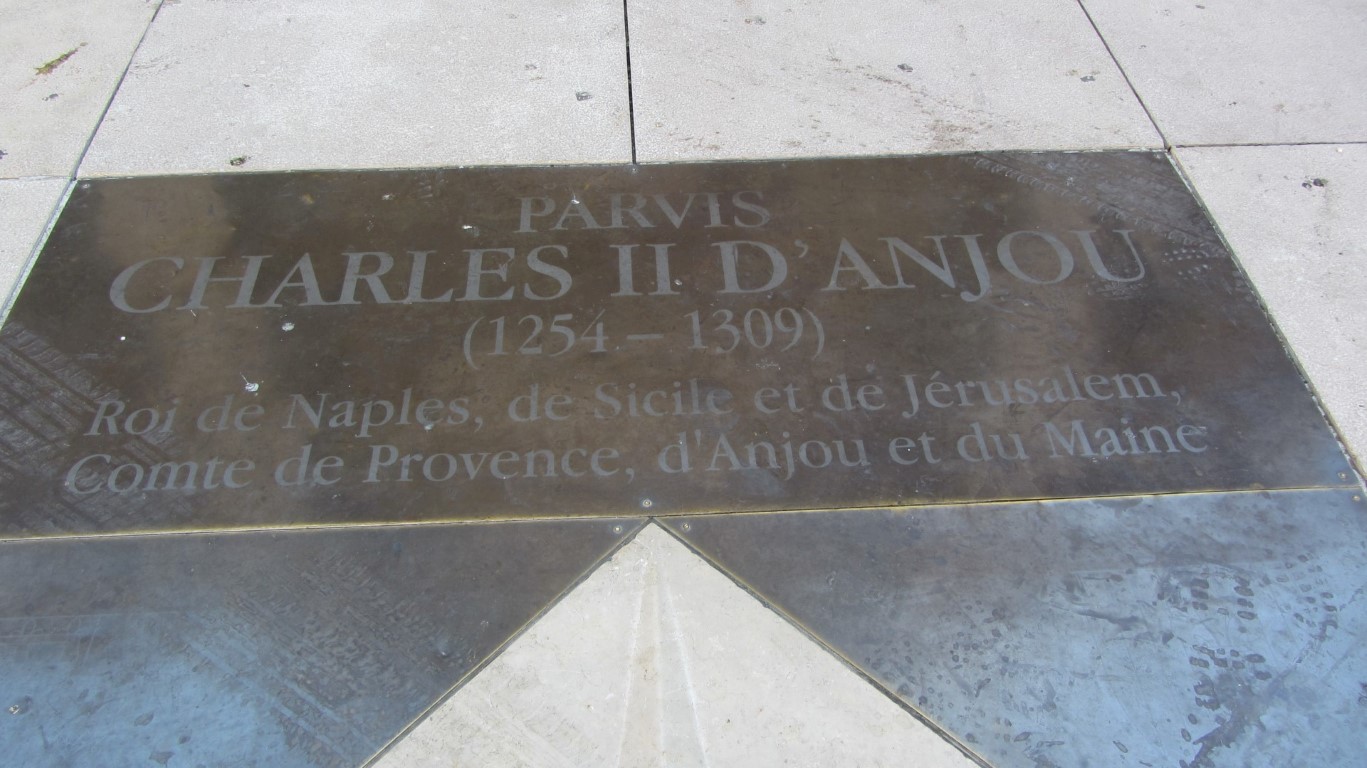 PARVIS
CHARLES II D'ANJOU
(1254 – 1309)
Roi de Naples, de Sicile et de Jérusalem,
Comte de Provence, d'Anjou et du Maine